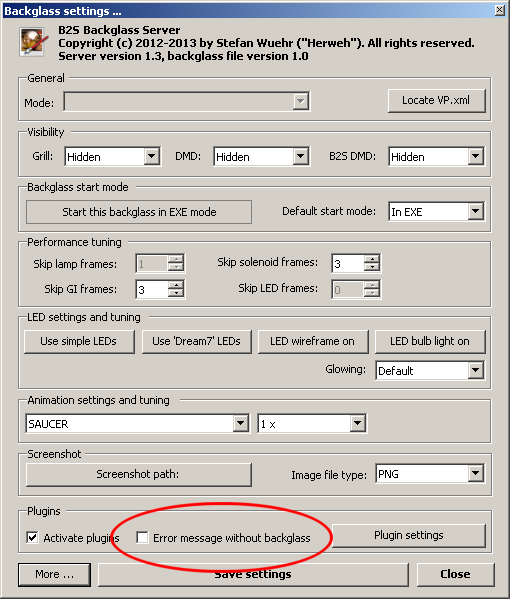 Backglass settings ...
B2S Backglass Server
Copyright (c) 2012-2013 by Stefan Wuehr ("Herweh"). All rights reserved.
Server version 1.3, backglass file version 1.0
General
Mode:
Locate VP.xml
Visibility
Grill: Hidden DMD: Hidden B2S DMD: Hidden
Backglass start mode
Start this backglass in EXE mode Default start mode: In EXE
Performance tuning
Skip lamp frames: 1 Skip solenoid frames: 3
Skip GI frames: 3 Skip LED frames: 0
LED settings and tuning
Use simple LEDs Use 'Dream7' LEDs LED wireframe on LED bulb light on
Glowing: Default
Animation settings and tuning
SAUCER 1 x
Screenshot
Screenshot path: Image file type: PNG
Plugins
Activate plugins Error message without backglass Plugin settings
More ... Save settings Close